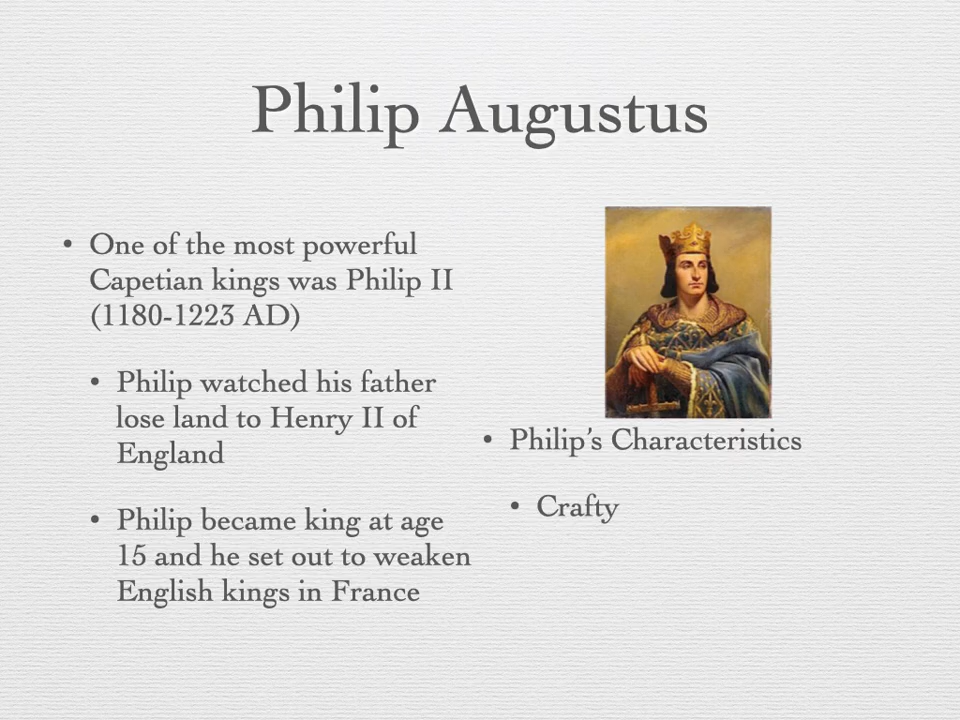 Philip Augustus
• One of the most powerful
Capetian kings was Philip II
(1180-1223 AD)
• Philip watched his father
lose land to Henry II of
England
• Philip became king at age
15 and he set out to weaken
English kings in France
• Philip’s Characteristics
• Crafty